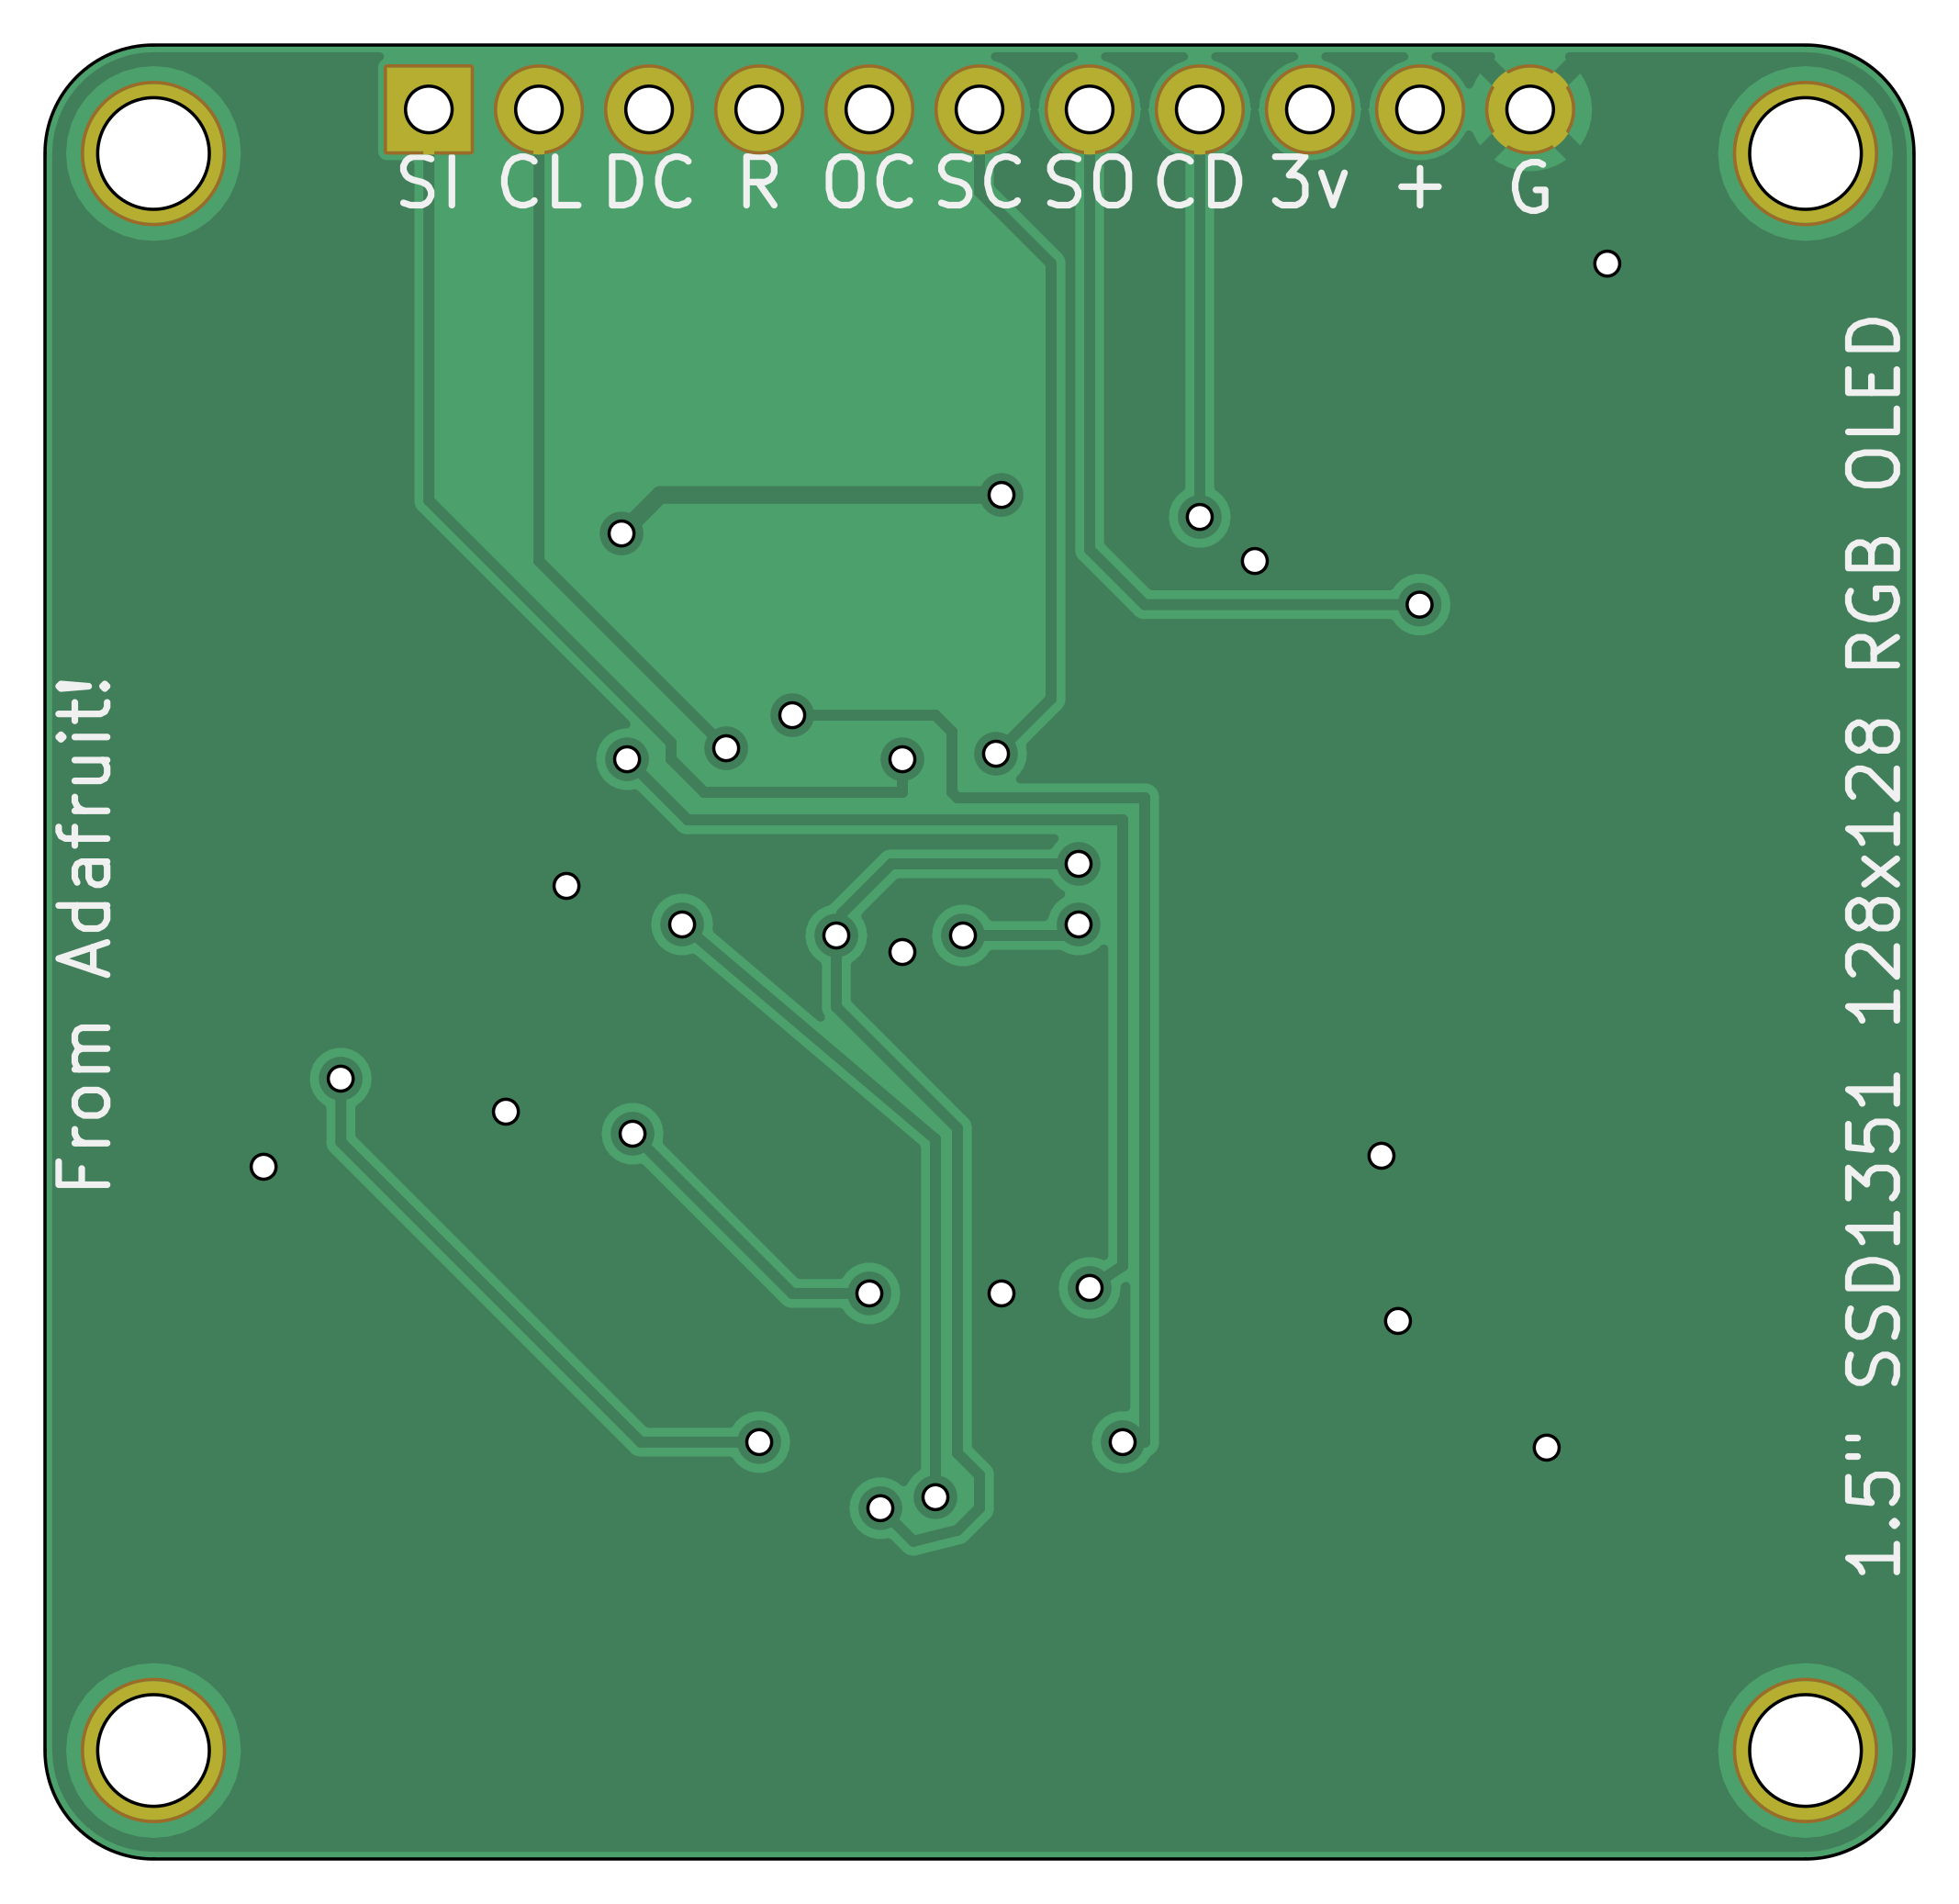 SI CL DC R OC SC SO CD 3v + G
From Adafruit!
1.5" SSD1351 128x128 RGB OLED